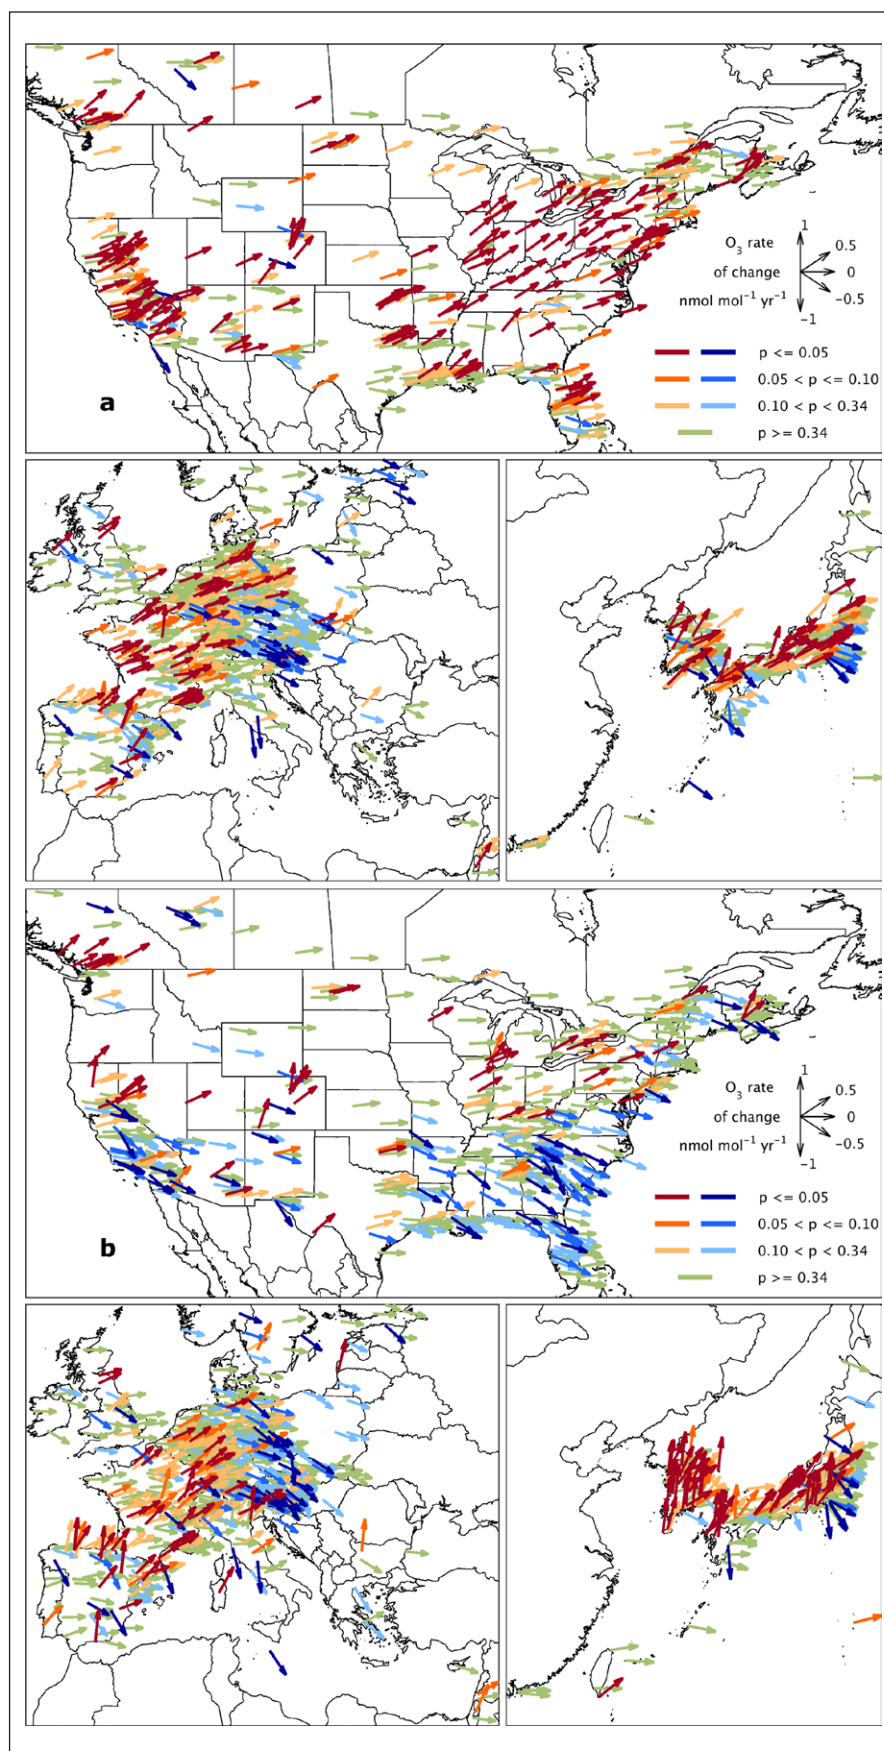 1
O₃ rate
0.5
of change
0
nmol mol⁻¹ yr⁻¹
−0.5
−1
p <= 0.05
0.05 < p <= 0.10
0.10 < p < 0.34
p >= 0.34
a
1
O₃ rate
0.5
of change
0
nmol mol⁻¹ yr⁻¹
−0.5
−1
p <= 0.05
0.05 < p <= 0.10
b
0.10 < p < 0.34
p >= 0.34